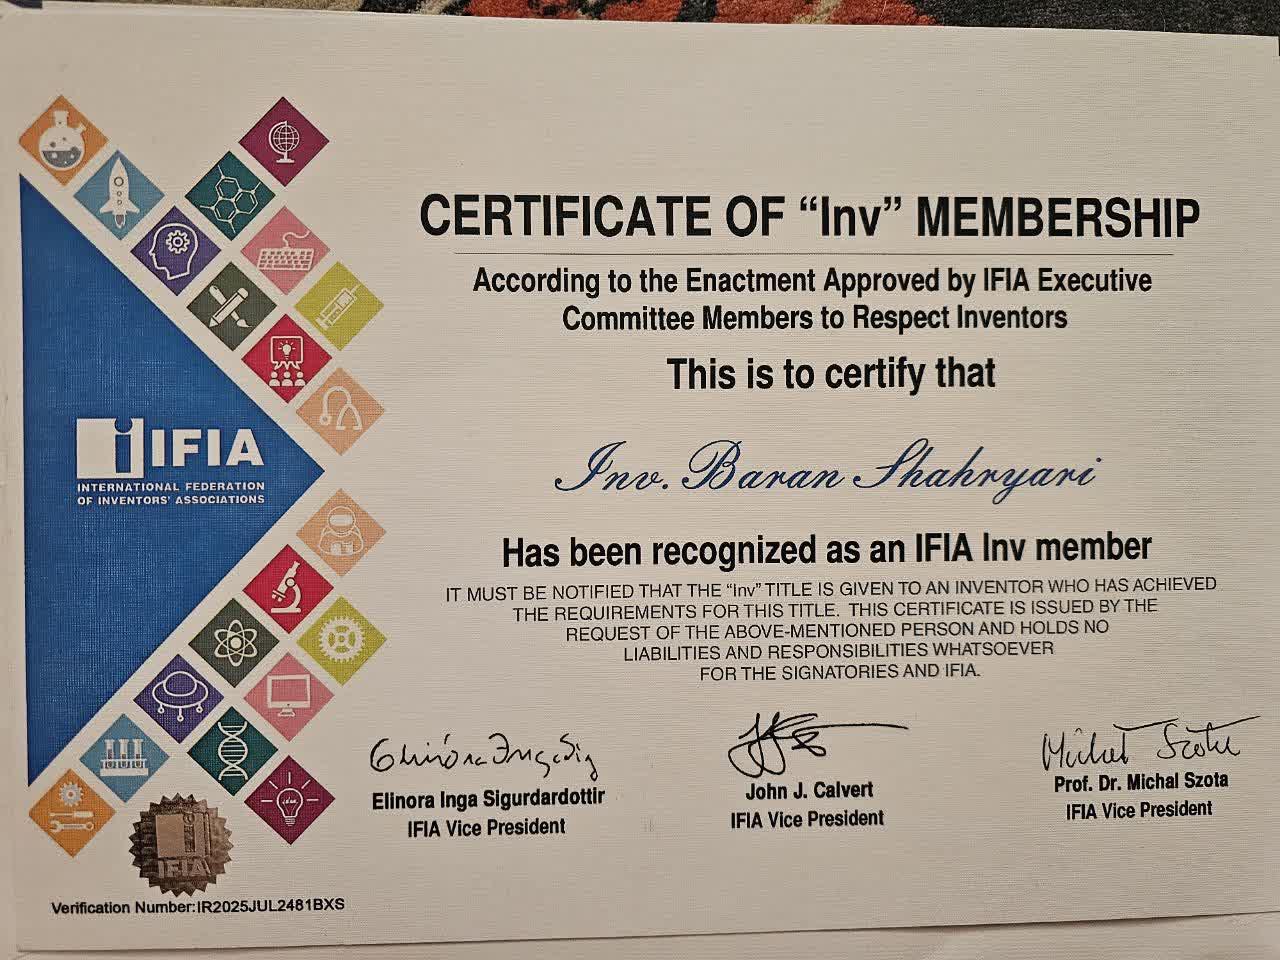 CERTIFICATE OF “Inv” MEMBERSHIP
According to the Enactment Approved by IFIA Executive
Committee Members to Respect Inventors
This is to certify that
Inv. Baran Shahryari
Has been recognized as an IFIA Inv member
IT MUST BE NOTIFIED THAT THE “Inv” TITLE IS GIVEN TO AN INVENTOR WHO HAS ACHIEVED
THE REQUIREMENTS FOR THIS TITLE. THIS CERTIFICATE IS ISSUED BY THE
REQUEST OF THE ABOVE-MENTIONED PERSON AND HOLDS NO
LIABILITIES AND RESPONSIBILITIES WHATSOEVER
FOR THE SIGNATORIES AND IFIA.
IFIA
INTERNATIONAL FEDERATION
OF INVENTORS' ASSOCIATIONS
Elinora Inga Sigurdardottir
IFIA Vice President
John J. Calvert
IFIA Vice President
Michal Szota
Prof. Dr. Michal Szota
IFIA Vice President
IFIA
Verification Number:IR2025JUL2481BXS